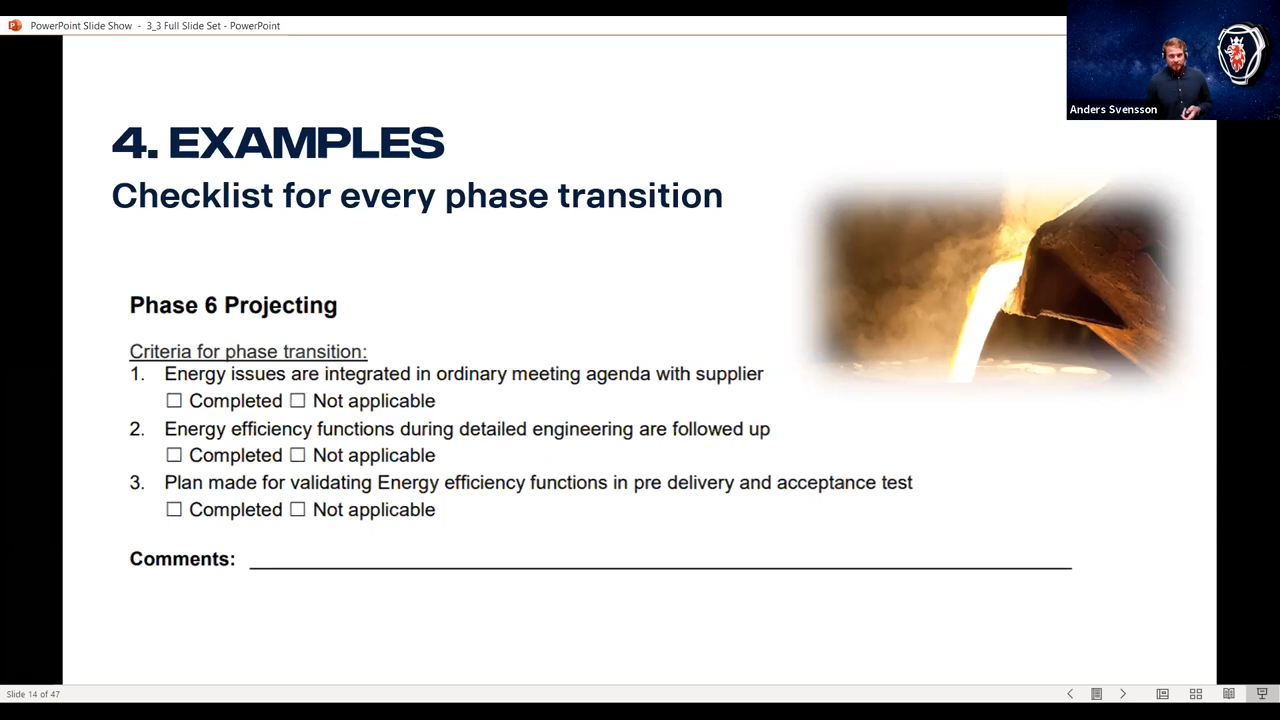 PowerPoint Slide Show - 3_3 Full Slide Set - PowerPoint
Anders Svensson
4. EXAMPLES
Checklist for every phase transition
Phase 6 Projecting
Criteria for phase transition:
1. Energy issues are integrated in ordinary meeting agenda with supplier
☐ Completed ☐ Not applicable
2. Energy efficiency functions during detailed engineering are followed up
☐ Completed ☐ Not applicable
3. Plan made for validating Energy efficiency functions in pre delivery and acceptance test
☐ Completed ☐ Not applicable
Comments:
Slide 14 of 47